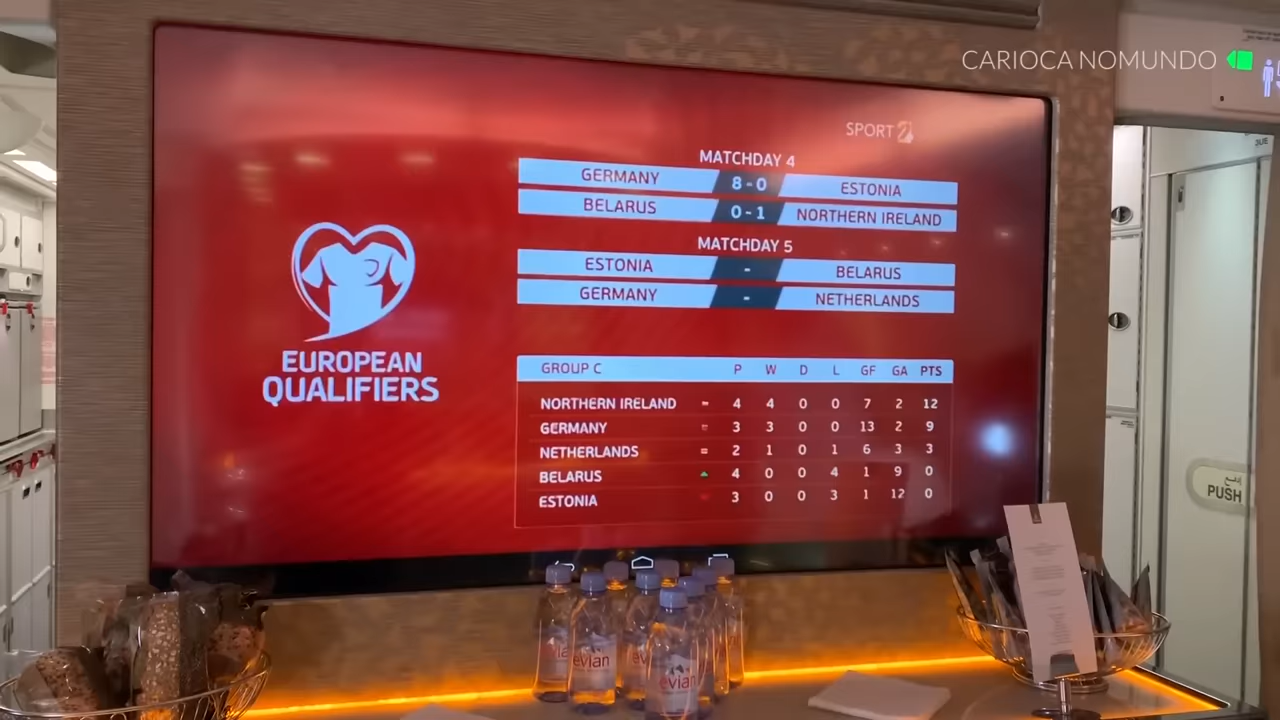 CARIOCA NOMUNDO
SPORT 2
MATCHDAY 4
GERMANY 8 - 0 ESTONIA
BELARUS 0 - 1 NORTHERN IRELAND
MATCHDAY 5
ESTONIA - BELARUS
GERMANY - NETHERLANDS
EUROPEAN
QUALIFIERS
GROUP C P W D L GF GA PTS
NORTHERN IRELAND = 4 4 0 0 7 2 12
GERMANY = 3 3 0 0 13 2 9
NETHERLANDS = 2 1 0 1 6 3 3
BELARUS 4 0 0 4 1 9 0
ESTONIA 3 0 0 3 1 12 0
إدفع
PUSH
evian
evian